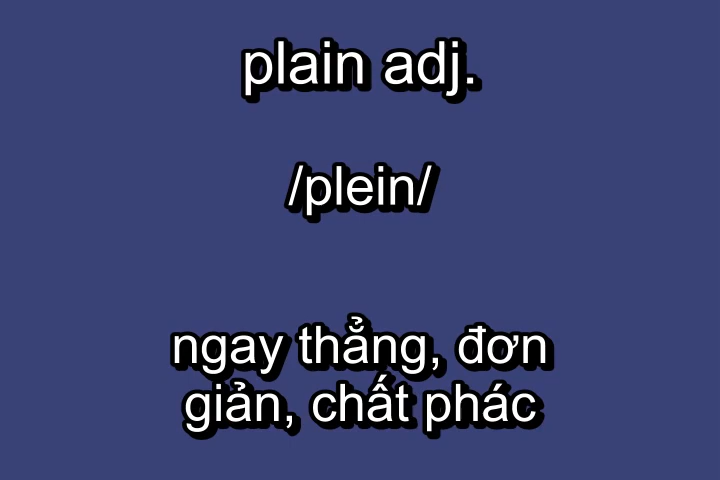 plain adj.
/plein/
ngay thẳng, đơn
giản, chất phác